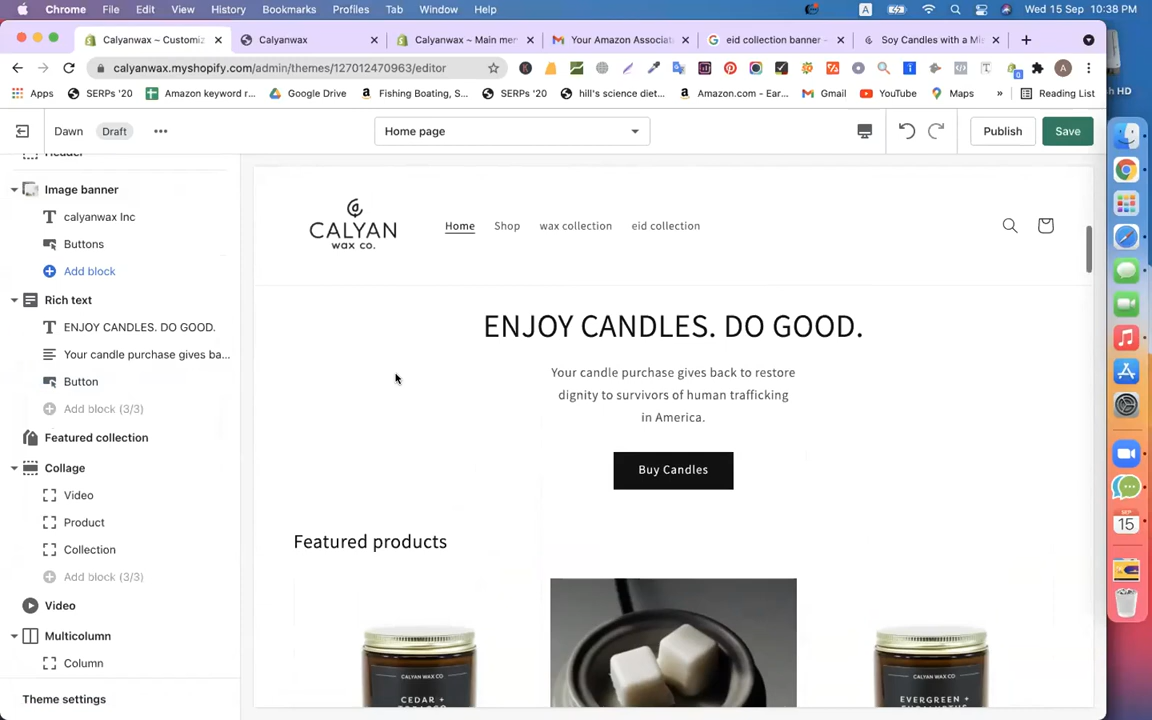 Chrome File Edit View History Bookmarks Profiles Tab Window Help A Wed 15 Sep 10:38 PM
Calyanwax ~ Customiz Calyanwax Calyanwax ~ Main mer Your Amazon Associat eid collection banner - Soy Candles with a Mi
calyanwax.myshopify.com/admin/themes/127012470963/editor
Apps SERPs '20 Amazon keyword r... Google Drive Fishing Boating, S... SERPs '20 hill's science diet... Amazon.com - Ear... Gmail YouTube Maps » Reading List
Dawn Draft Home page Publish Save
Header
Image banner
calyanwax Inc
Buttons
Add block
Rich text
ENJOY CANDLES. DO GOOD.
Your candle purchase gives ba...
Button
Add block (3/3)
Featured collection
Collage
Video
Product
Collection
Add block (3/3)
Video
Multicolumn
Column
Theme settings
CALYAN
wax co.
Home Shop wax collection eid collection
ENJOY CANDLES. DO GOOD.
Your candle purchase gives back to restore
dignity to survivors of human trafficking
in America.
Buy Candles
Featured products
CALYAN WAX CO
CEDAR +
CALYAN WAX CO
EVERGREEN +
SEP
15